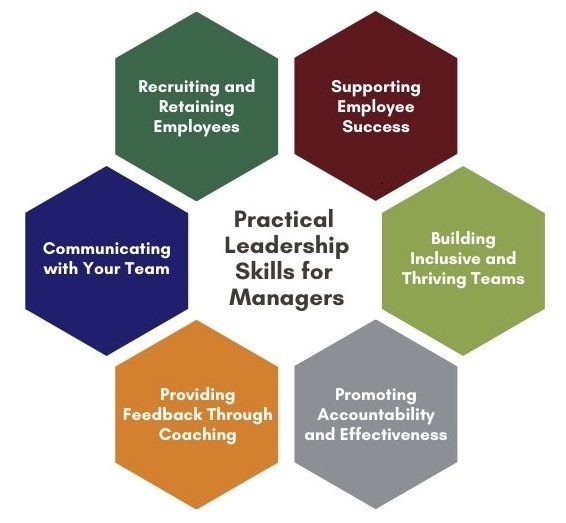 Recruiting and
Retaining
Employees
Supporting
Employee
Success
Communicating
with Your Team
Practical
Leadership
Skills for
Managers
Building
Inclusive and
Thriving Teams
Providing
Feedback Through
Coaching
Promoting
Accountability
and Effectiveness